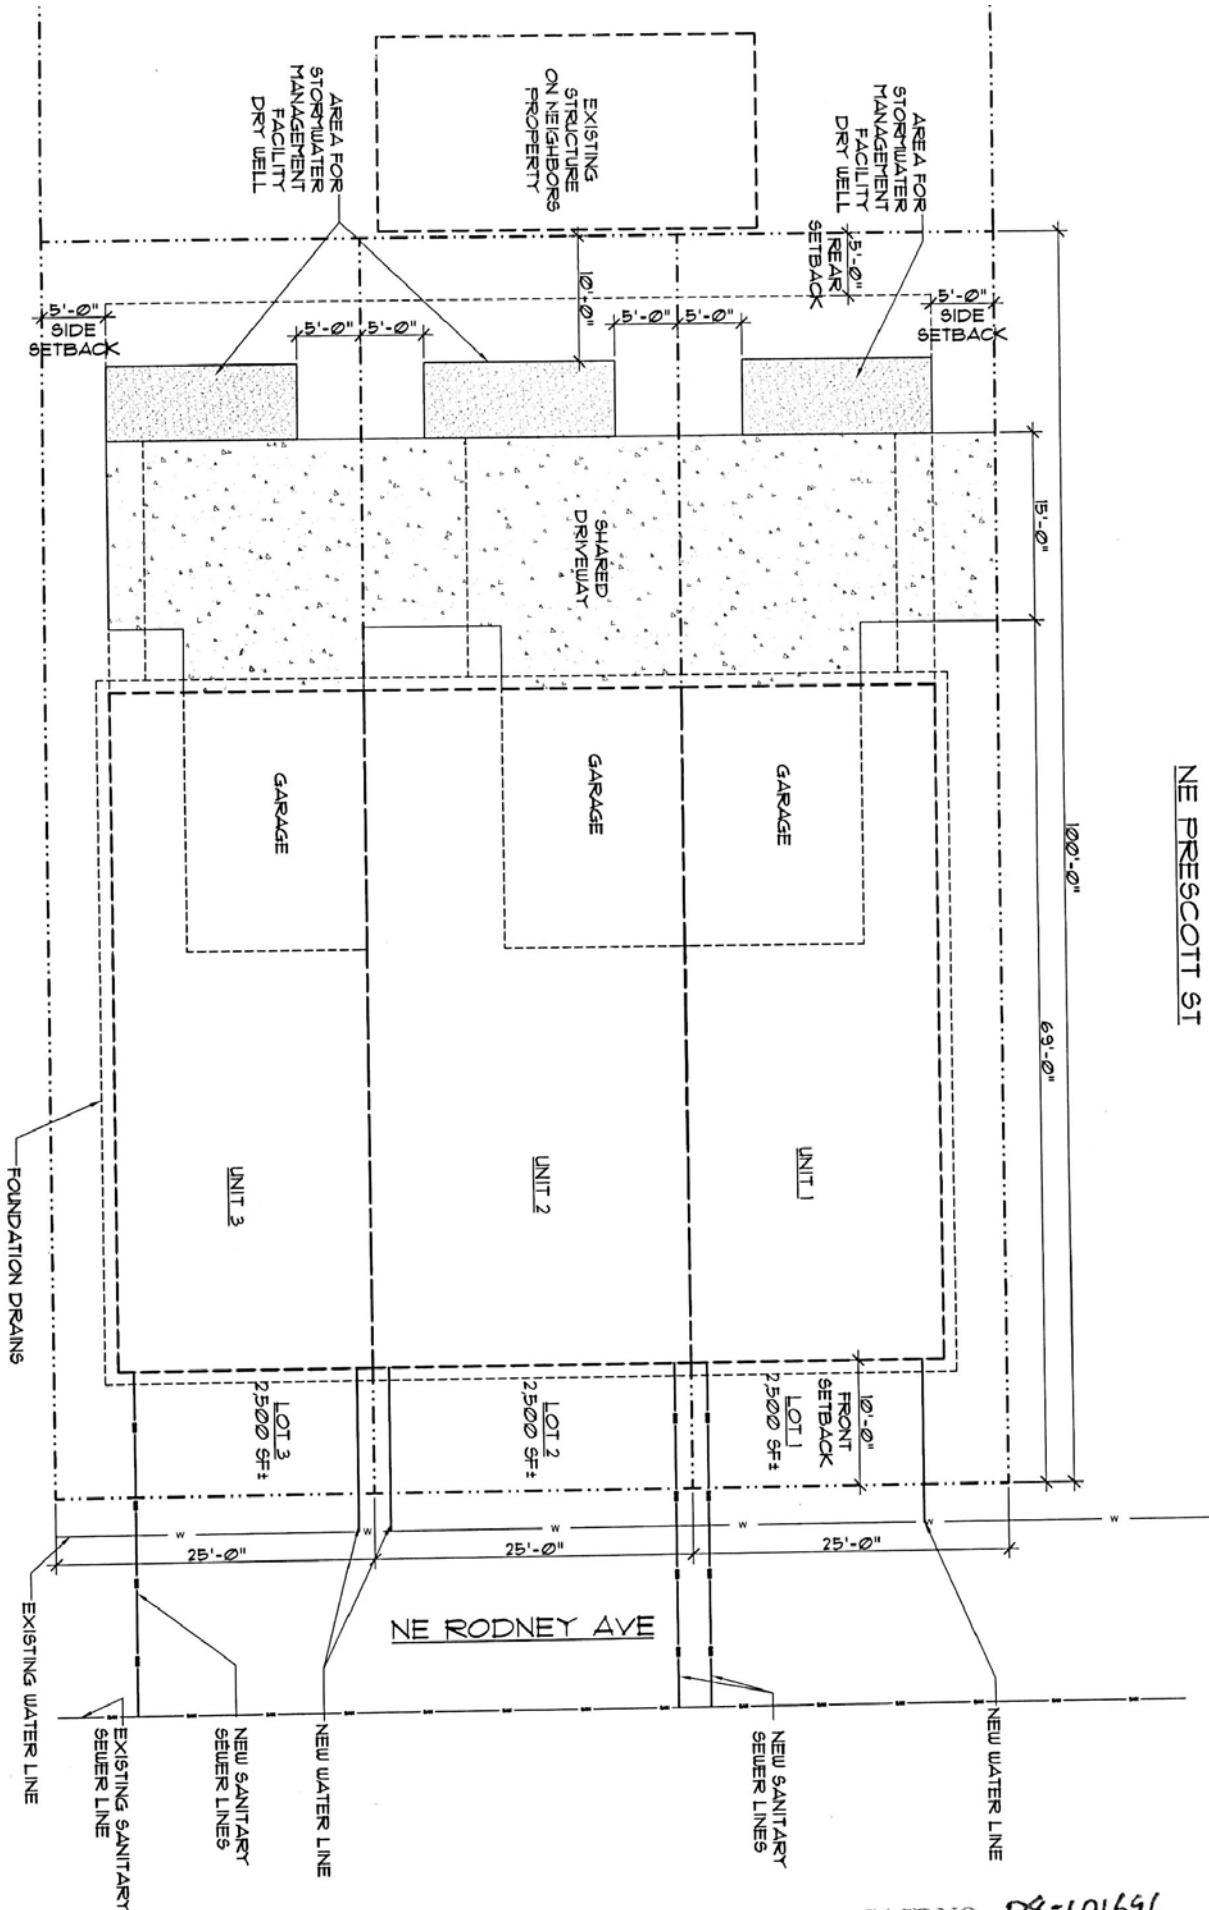 AREA FOR
STORMWATER
MANAGEMENT
FACILITY
DRY WELL
EXISTING
STRUCTURE
ON NEIGHBORS
PROPERTY
AREA FOR
STORMWATER
MANAGEMENT
FACILITY
DRY WELL
5'-0"
REAR
SETBACK
10'-0"
5'-0"
SIDE
SETBACK
5'-0"
5'-0"
5'-0"
5'-0"
5'-0"
SIDE
SETBACK
15'-0"
SHARED
DRIVEWAY
GARAGE
GARAGE
GARAGE
NE PRESCOTT ST
100'-0"
69'-0"
UNIT 3
UNIT 2
UNIT 1
FOUNDATION DRAINS
LOT 3
2,500 SF±
LOT 2
2,500 SF±
LOT 1
2,500 SF±
10'-0"
FRONT
SETBACK
W
W
W
W
W
W
25'-0"
25'-0"
25'-0"
NE RODNEY AVE
EXISTING WATER LINE
EXISTING SANITARY
SEWER LINE
NEW SANITARY
SEWER LINES
NEW WATER LINE
NEW SANITARY
SEWER LINES
NEW WATER LINE